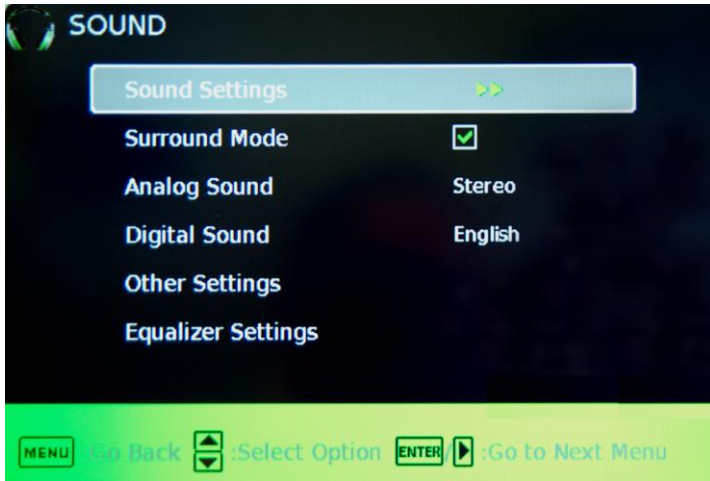 SOUND
Sound Settings
Surround Mode
Analog Sound Stereo
Digital Sound English
Other Settings
Equalizer Settings
MENU :Go Back :Select Option ENTER / :Go to Next Menu